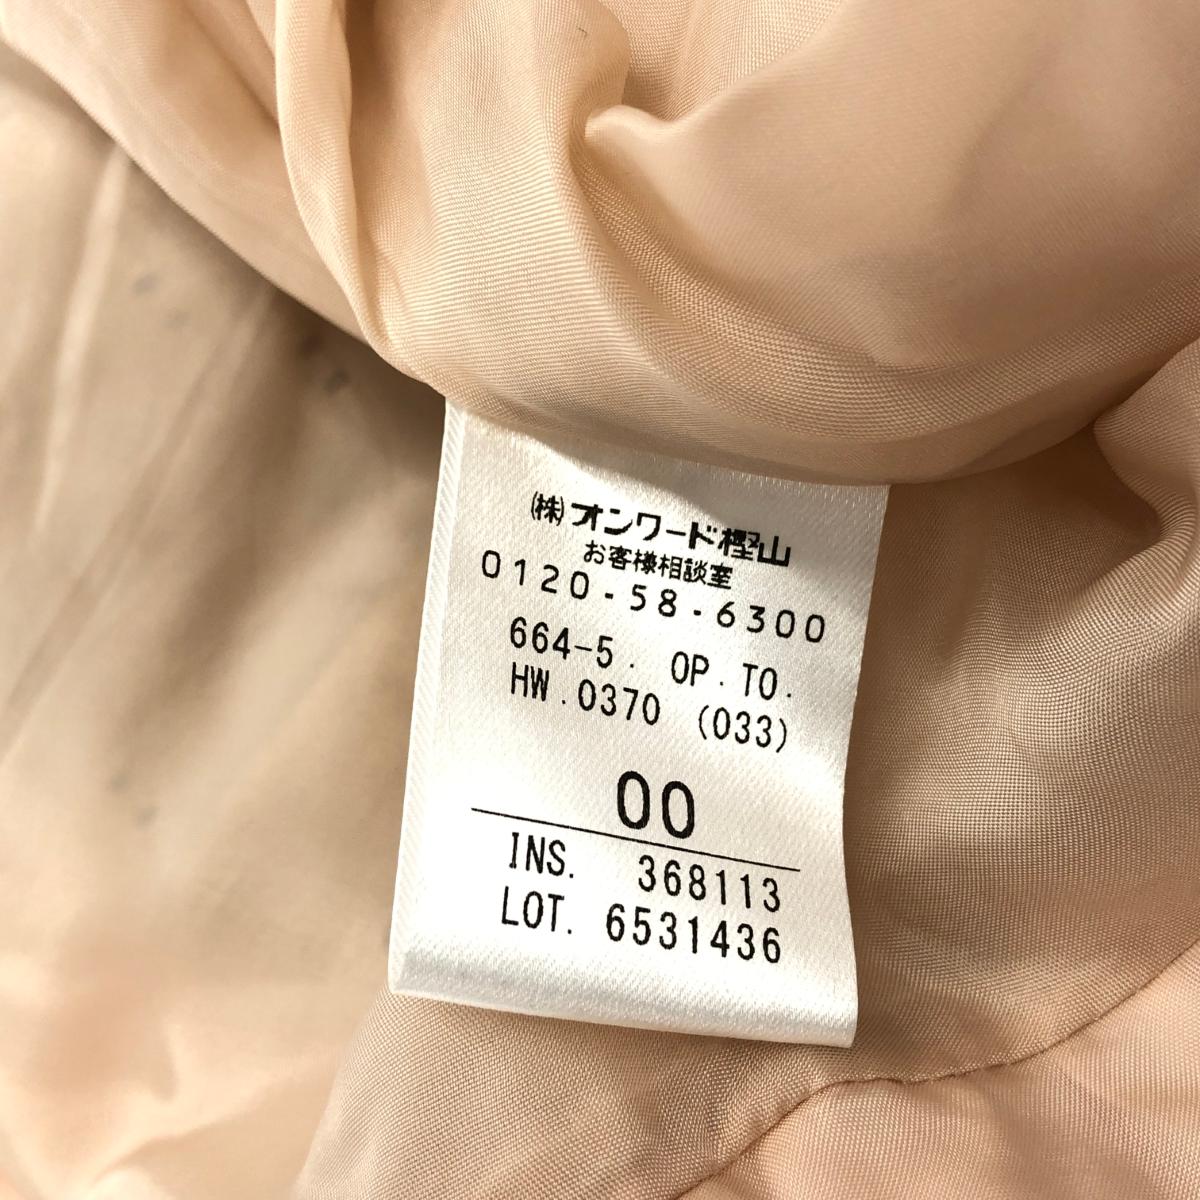 (株)オンワード樫山
お客様相談室
0120-58-6300
664-5. OP.TO.
HW.0370 (033)
00
INS. 368113
LOT. 6531436